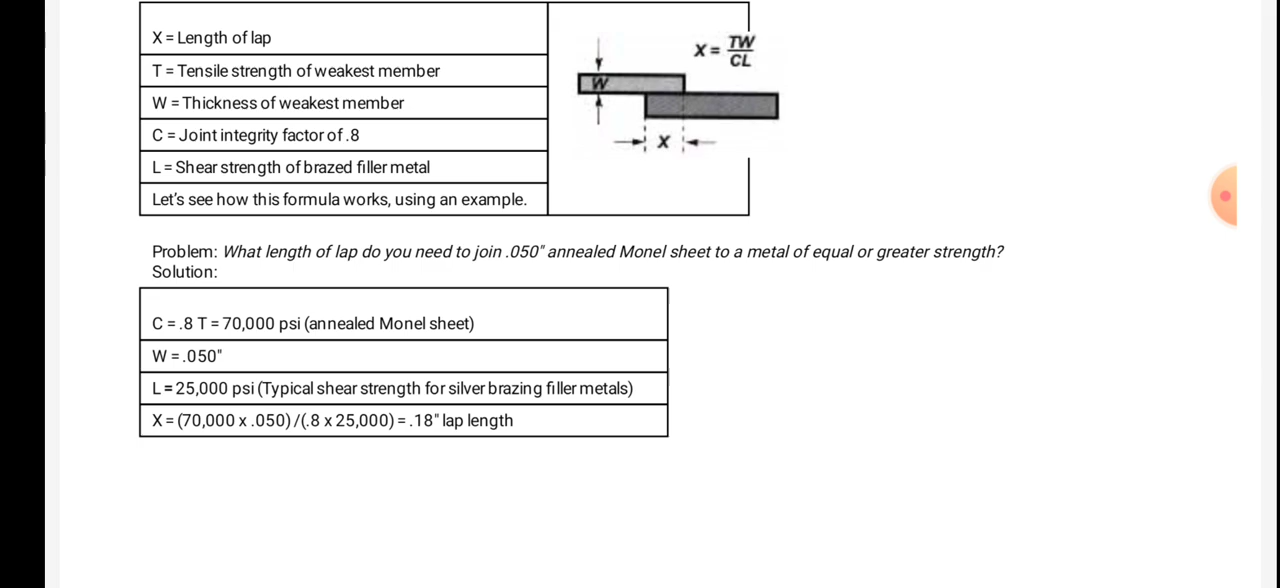 X = Length of lap
T = Tensile strength of weakest member
W = Thickness of weakest member
C = Joint integrity factor of .8
L = Shear strength of brazed filler metal
Let's see how this formula works, using an example.
X = TW
CL
W
X
Problem: What length of lap do you need to join .050" annealed Monel sheet to a metal of equal or greater strength?
Solution:
C = .8 T = 70,000 psi (annealed Monel sheet)
W = .050"
L = 25,000 psi (Typical shear strength for silver brazing filler metals)
X = (70,000 x .050) /(.8 x 25,000) = .18" lap length